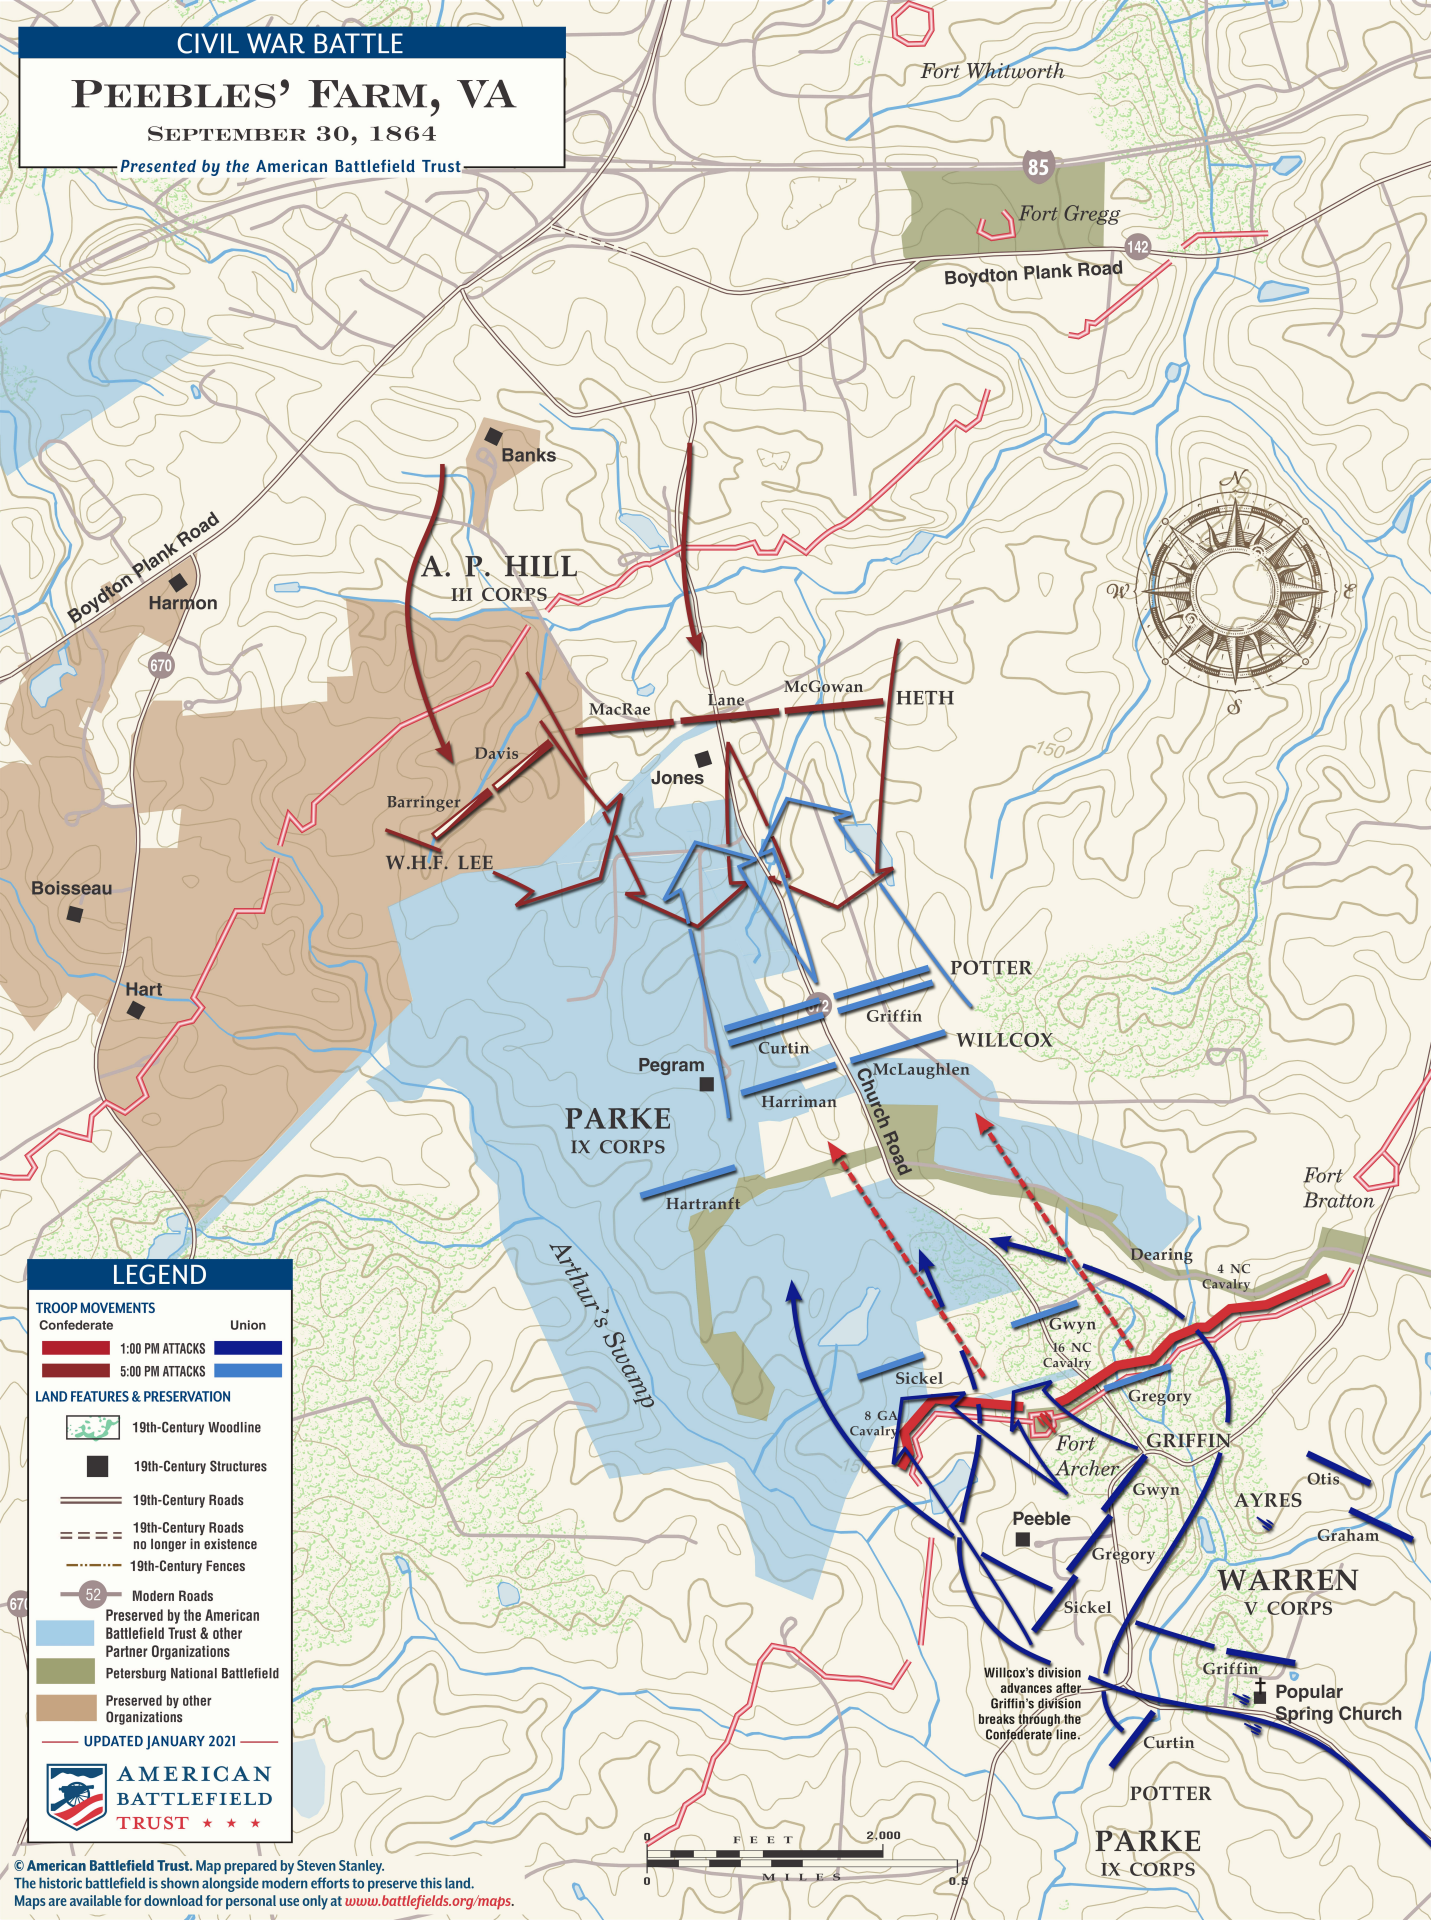 CIVIL WAR BATTLE
PEEBLES' FARM, VA
SEPTEMBER 30, 1864
Presented by the American Battlefield Trust
Fort Whitworth
85
Fort Gregg
142
Boydton Plank Road
Banks
Boydton Plank Road
A. P. HILL
III CORPS
Harmon
670
N
W
E
S
McGowan
Lane
HETH
MacRae
Davis
150
Jones
Barringer
W.H.F. LEE
Boisseau
Hart
POTTER
672
Griffin
Curtin
WILLCOX
Pegram
McLaughlen
Harriman
Church Road
PARKE
IX CORPS
Hartranft
Fort
Bratton
Arthur's Swamp
Dearing
4 NC
Cavalry
Gwyn
16 NC
Cavalry
Sickel
Gregory
8 GA
Cavalry
150
Fort
Archer
GRIFFIN
Gwyn
Otis
AYRES
Graham
Peeble
Gregory
WARREN
V CORPS
Sickel
Griffin
Willcox's division
advances after
Griffin's division
breaks through the
Confederate line.
Popular
Spring Church
Curtin
POTTER
PARKE
IX CORPS
670
LEGEND
TROOP MOVEMENTS
Confederate Union
1:00 PM ATTACKS
5:00 PM ATTACKS
LAND FEATURES & PRESERVATION
19th-Century Woodline
19th-Century Structures
19th-Century Roads
19th-Century Roads
no longer in existence
19th-Century Fences
52 Modern Roads
Preserved by the American
Battlefield Trust & other
Partner Organizations
Petersburg National Battlefield
Preserved by other
Organizations
UPDATED JANUARY 2021
AMERICAN
BATTLEFIELD
TRUST
0 FEET 2,000
0 MILES 0.5
© American Battlefield Trust. Map prepared by Steven Stanley.
The historic battlefield is shown alongside modern efforts to preserve this land.
Maps are available for download for personal use only at www.battlefields.org/maps.